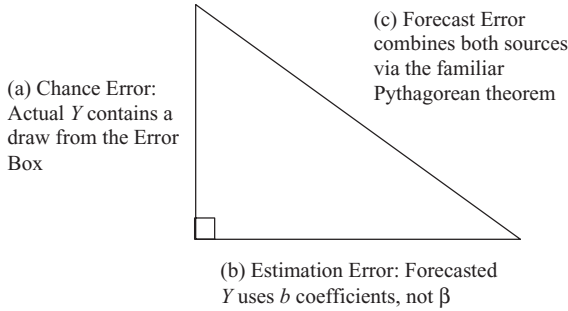 (a) Chance Error:
Actual Y contains a
draw from the Error
Box
(c) Forecast Error
combines both sources
via the familiar
Pythagorean theorem
(b) Estimation Error: Forecasted
Y uses b coefficients, not β